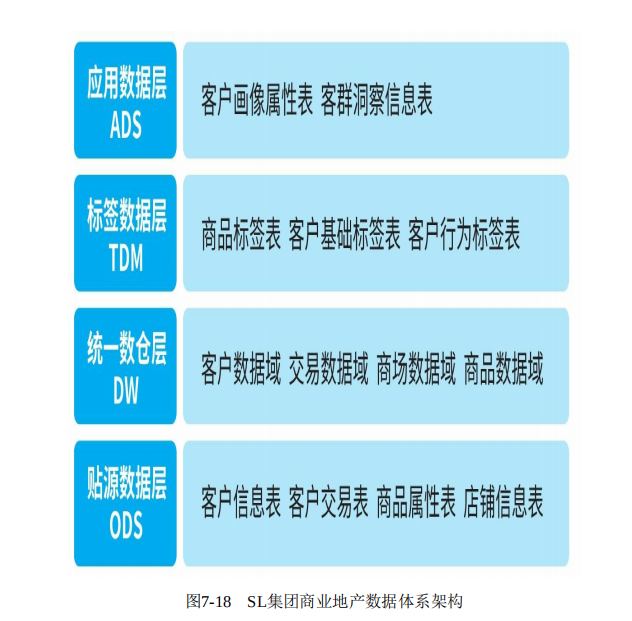 应用数据层
ADS
客户画像属性表 客群洞察信息表
标签数据层
TDM
商品标签表 客户基础标签表 客户行为标签表
统一数仓层
DW
客户数据域 交易数据域 商场数据域 商品数据域
贴源数据层
ODS
客户信息表 客户交易表 商品属性表 店铺信息表
图7-18 SL集团商业地产数据体系架构